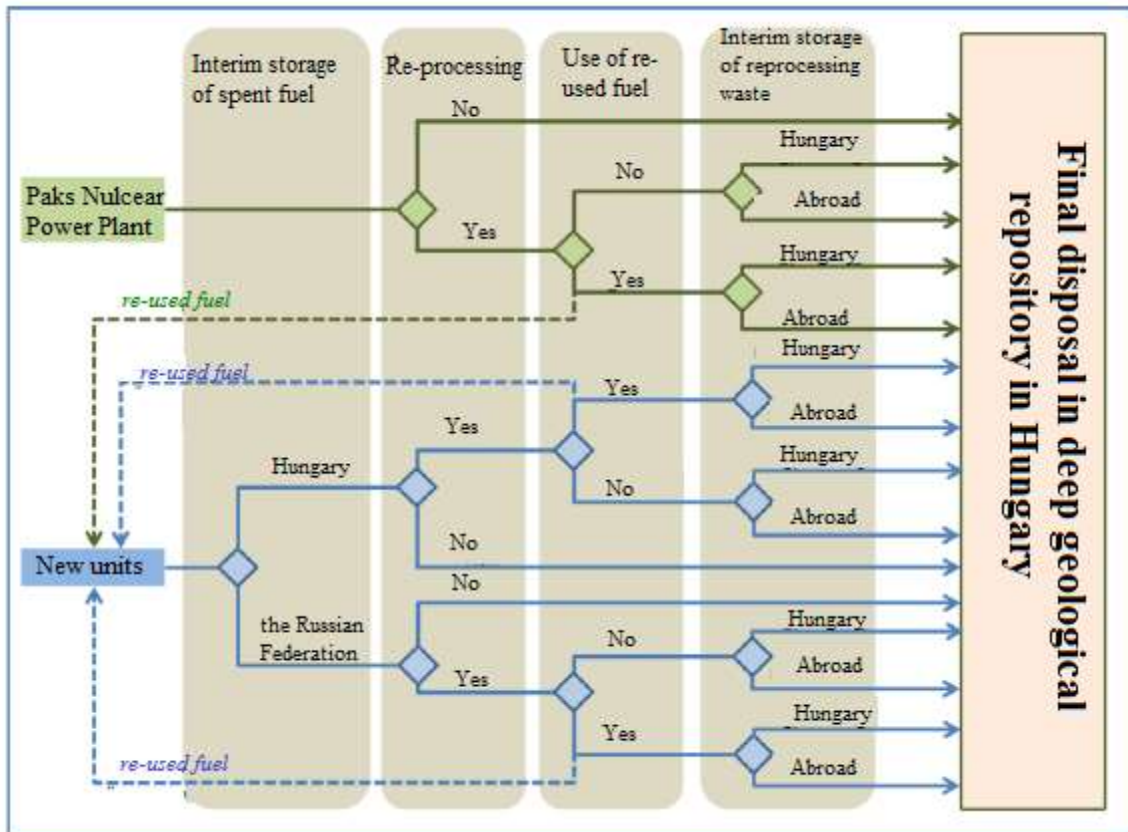 Interim storage
of spent fuel
Re-processing
Use of re-
used fuel
Interim storage
of reprocessing
waste
No
Hungary
Paks Nulcear
Power Plant
No
Abroad
Yes
Hungary
Yes
re-used fuel
Abroad
Hungary
re-used fuel
Yes
Abroad
Yes
Hungary
Hungary
No
Abroad
No
New units
No
the Russian
Federation
No
Hungary
Abroad
Yes
Hungary
Yes
re-used fuel
Abroad
Final disposal in deep geological
repository in Hungary